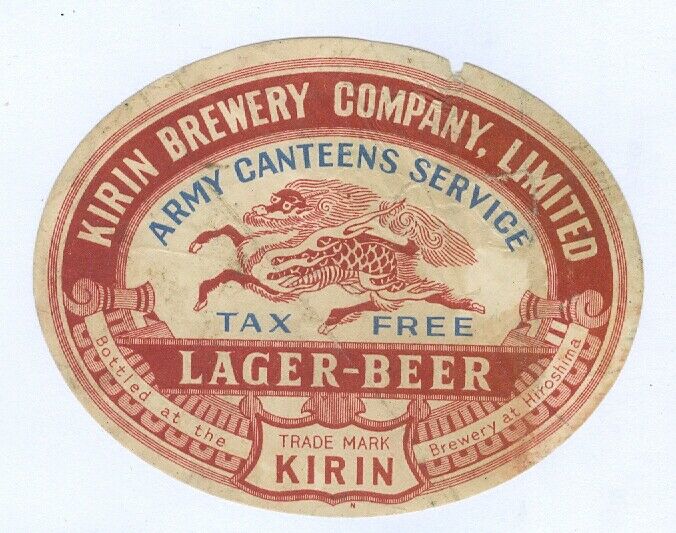 KIRIN BREWERY COMPANY, LIMITED
ARMY CANTEENS SERVICE
TAX FREE
LAGER-BEER
Bottled at the Brewery at Hiroshima
TRADE MARK
KIRIN
N